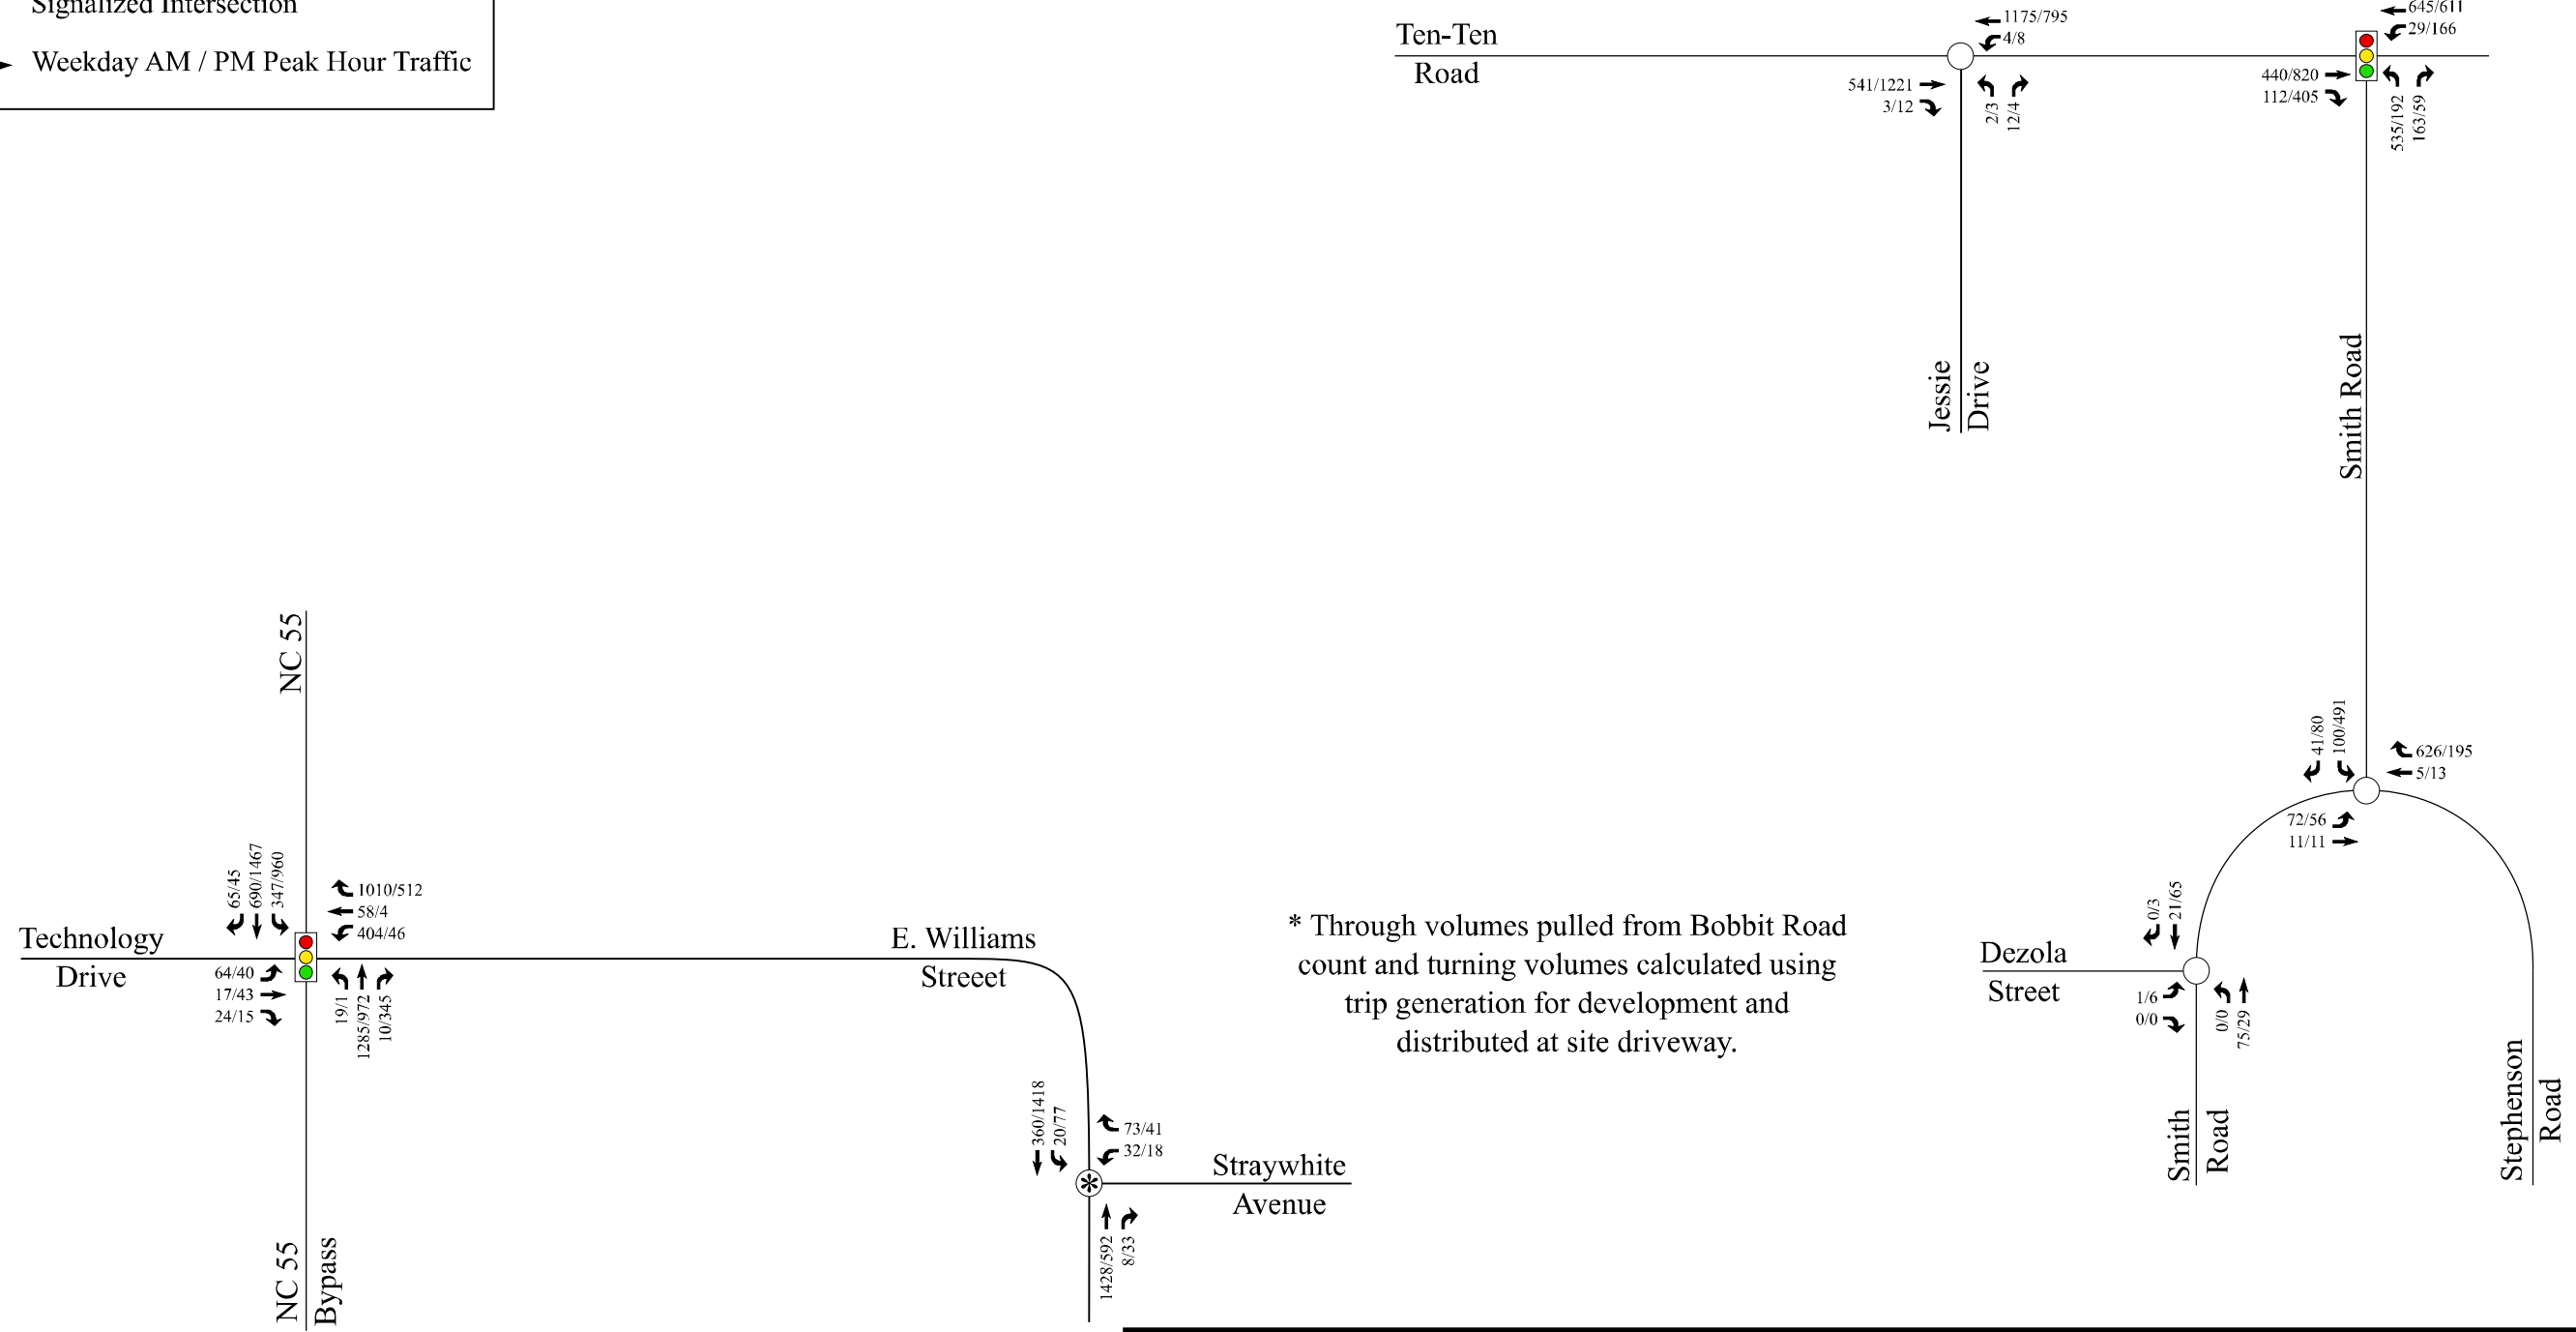 Signalized Intersection
Weekday AM / PM Peak Hour Traffic
Ten-Ten
Road
1175/795
4/8
541/1221
3/12
2/3
12/4
645/611
29/166
440/820
112/405
535/192
163/59
Jessie
Drive
Smith Road
NC 55
41/80
100/491
626/195
5/13
72/56
11/11
65/45
690/1467
347/960
1010/512
58/4
404/46
Technology
Drive
64/40
17/43
24/15
19/1
1285/972
10/345
E. Williams
Streeet
* Through volumes pulled from Bobbit Road
count and turning volumes calculated using
trip generation for development and
distributed at site driveway.
0/3
21/65
Dezola
Street
1/6
0/0
0/0
75/29
360/1418
20/77
73/41
32/18
Straywhite
Avenue
*
1428/592
8/33
Smith
Road
Stephenson
Road
NC 55
Bypass